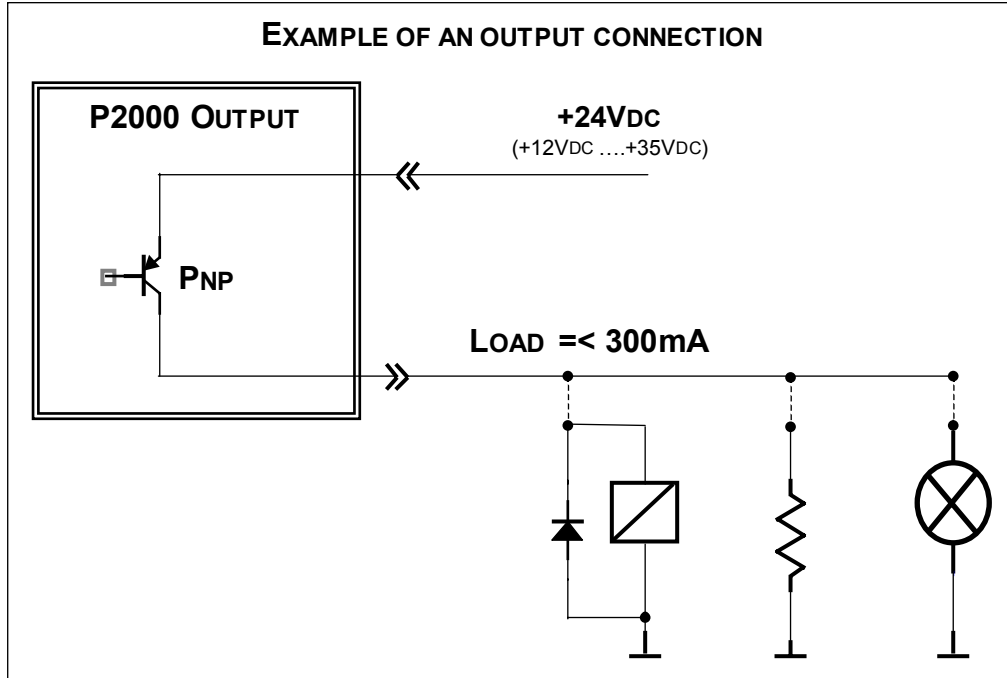 EXAMPLE OF AN OUTPUT CONNECTION
P2000 OUTPUT
+24VDC
(+12VDC ....+35VDC)
PNP
LOAD =< 300mA